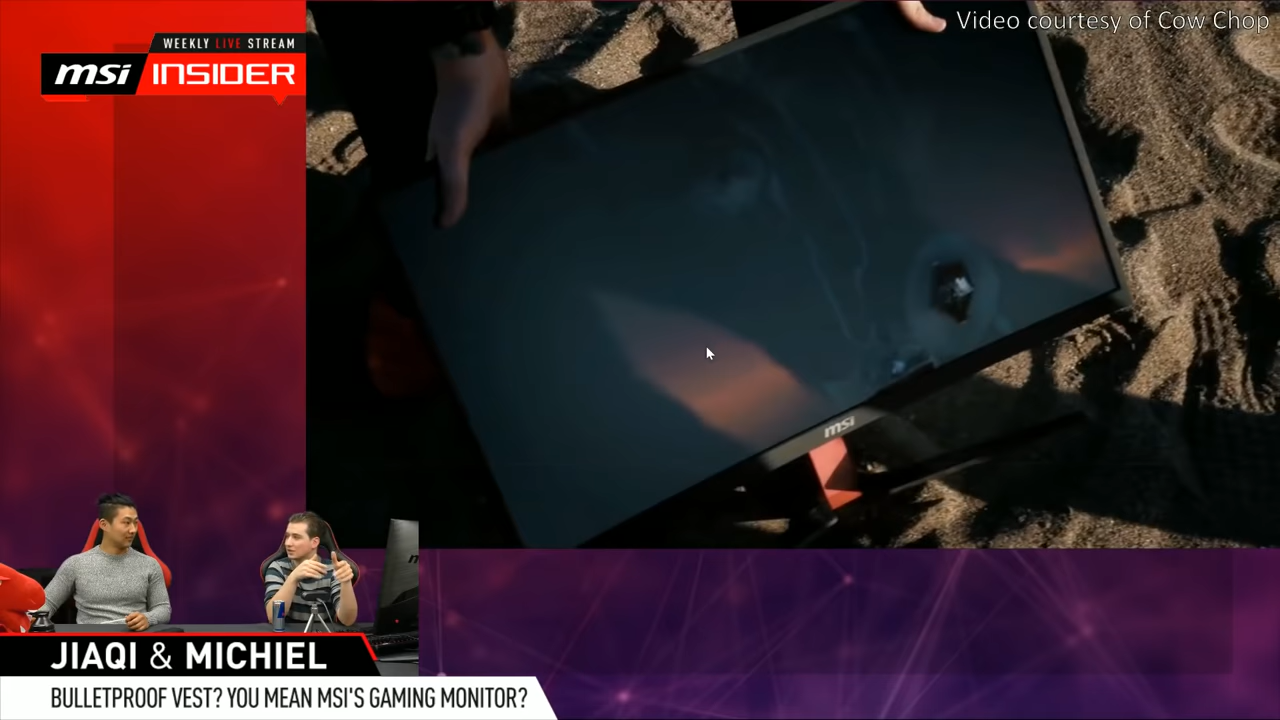 Video courtesy of Cow Chop
WEEKLY LIVE STREAM
msi INSIDER
msi
JIAQI & MICHIEL
BULLETPROOF VEST? YOU MEAN MSI'S GAMING MONITOR?